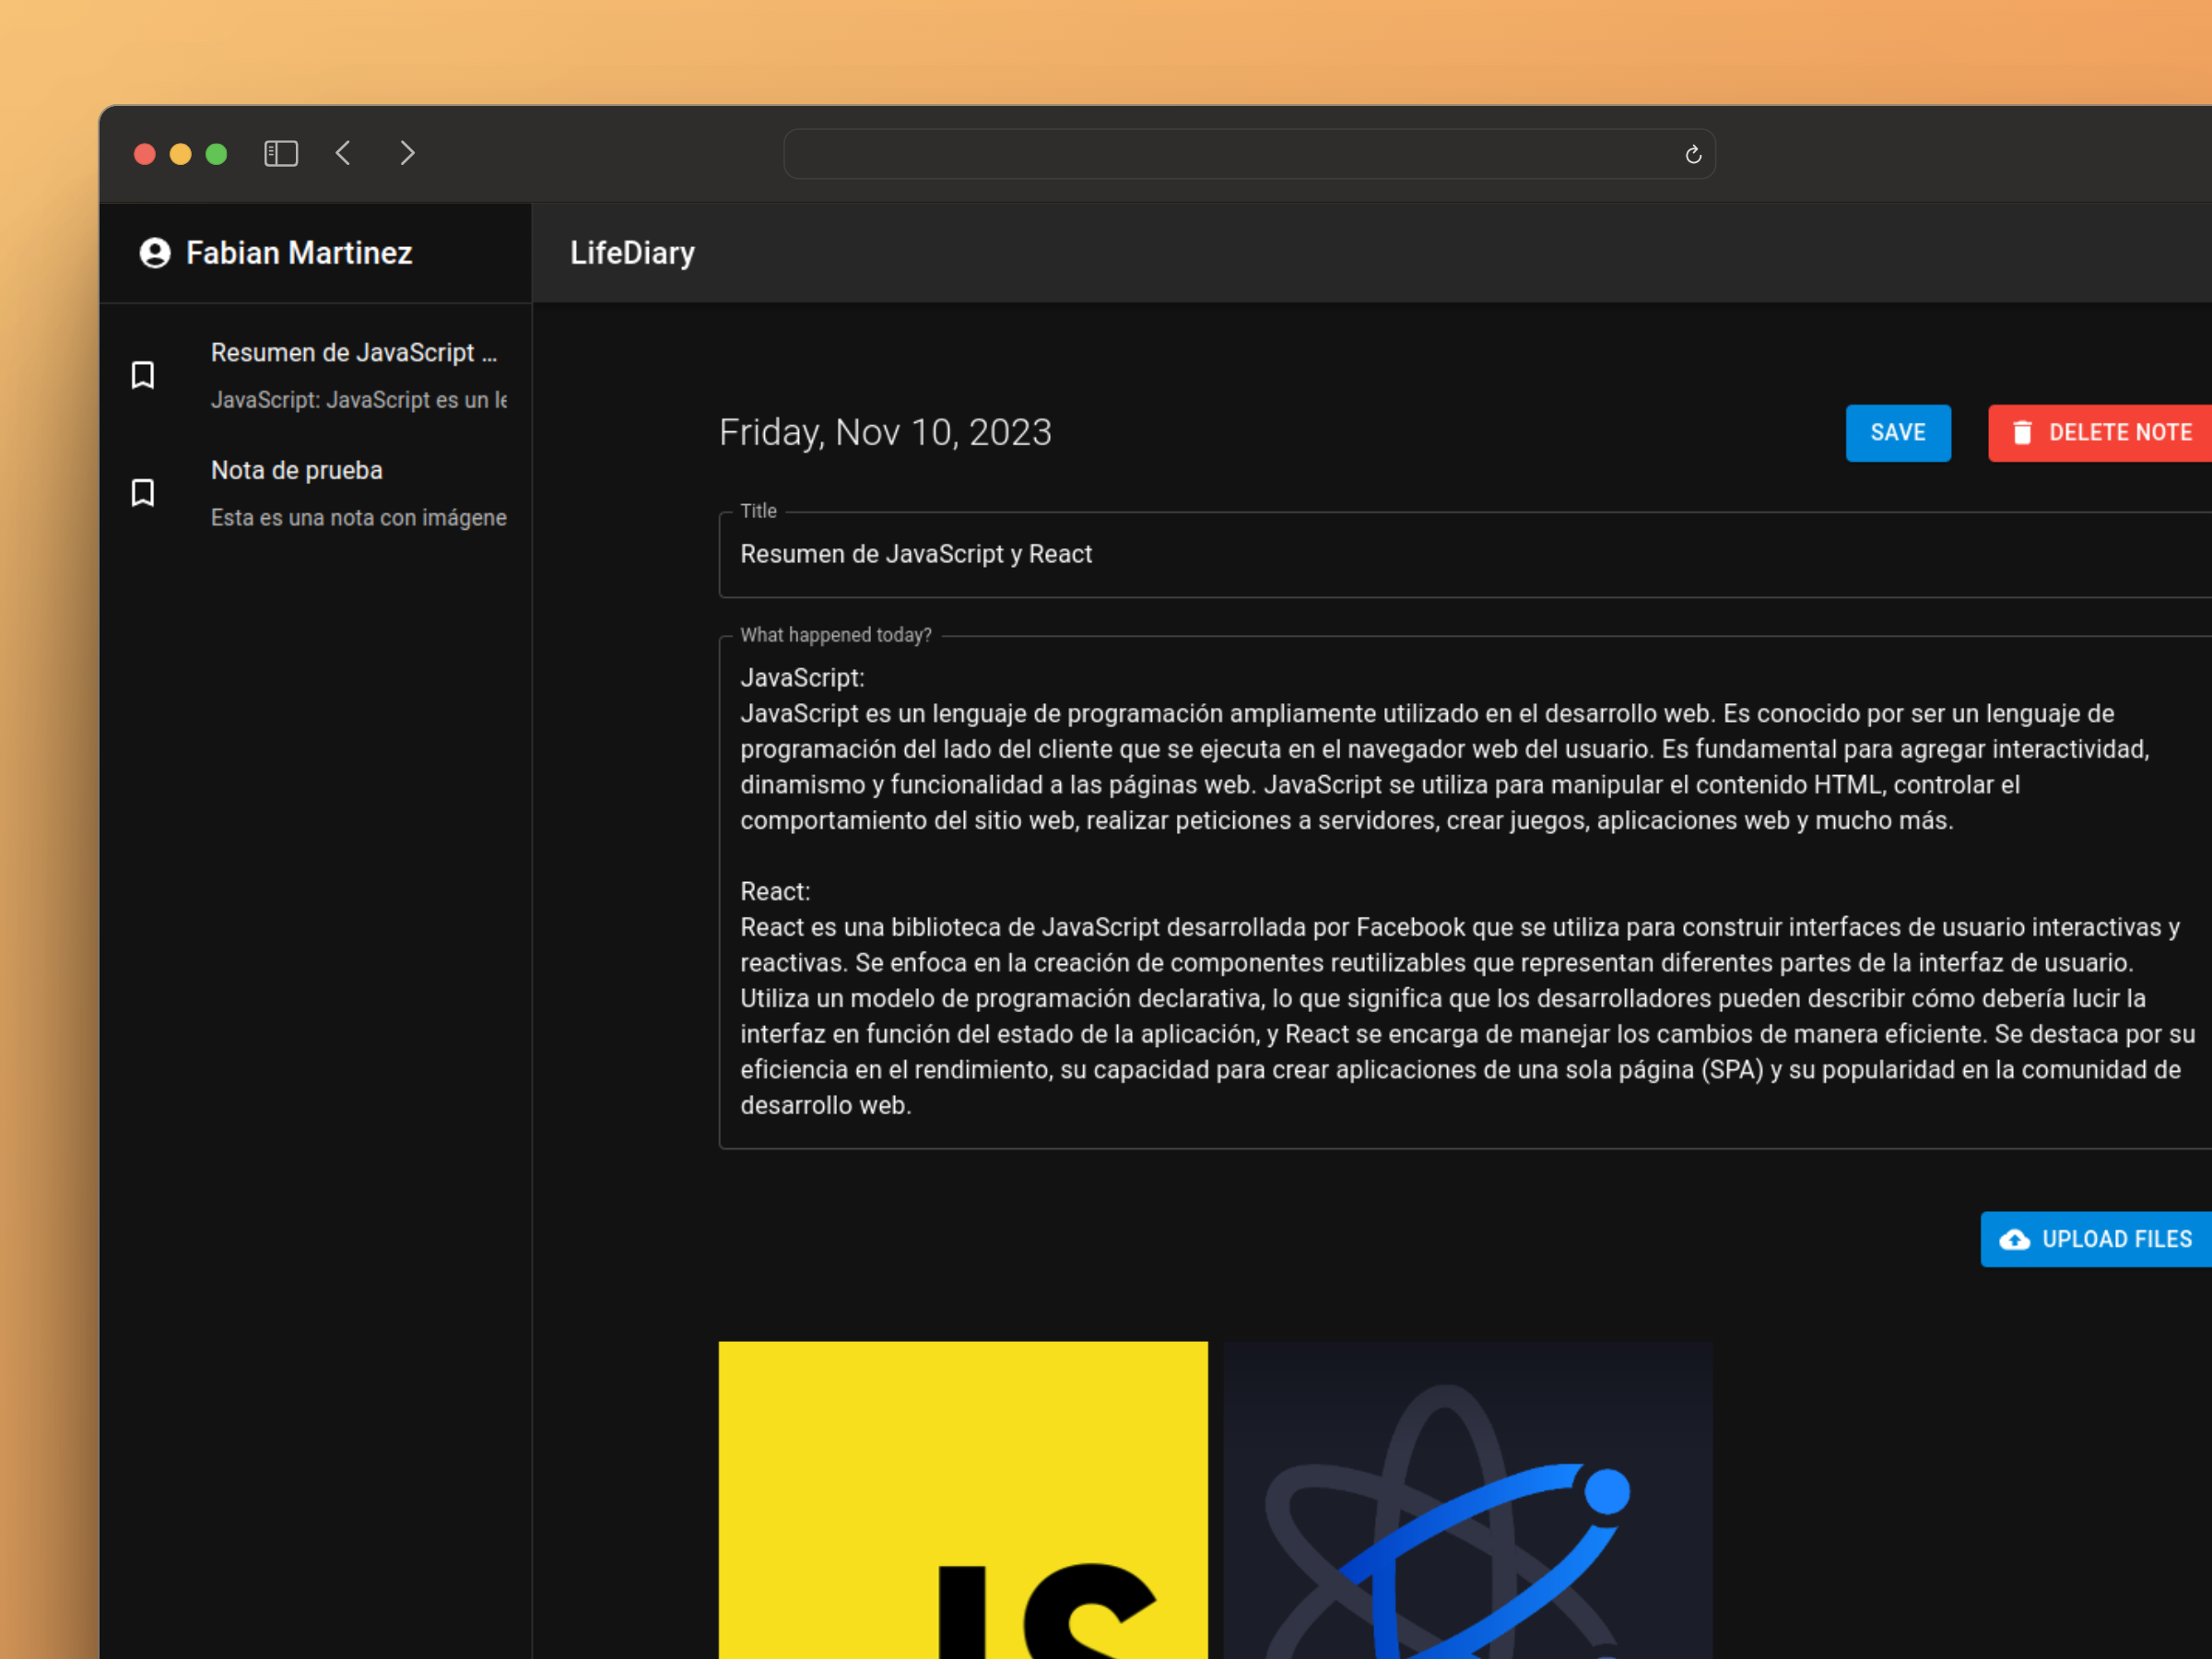 Fabian Martinez
LifeDiary
Resumen de JavaScript ...
JavaScript: JavaScript es un
Nota de prueba
Esta es una nota con imágene
Friday, Nov 10, 2023
SAVE
DELETE NOTE
Title
Resumen de JavaScript y React
What happened today?
JavaScript:
JavaScript es un lenguaje de programación ampliamente utilizado en el desarrollo web. Es conocido por ser un lenguaje de
programación del lado del cliente que se ejecuta en el navegador web del usuario. Es fundamental para agregar interactividad,
dinamismo y funcionalidad a las páginas web. JavaScript se utiliza para manipular el contenido HTML, controlar el
comportamiento del sitio web, realizar peticiones a servidores, crear juegos, aplicaciones web y mucho más.
React:
React es una biblioteca de JavaScript desarrollada por Facebook que se utiliza para construir interfaces de usuario interactivas y
reactivas. Se enfoca en la creación de componentes reutilizables que representan diferentes partes de la interfaz de usuario.
Utiliza un modelo de programación declarativa, lo que significa que los desarrolladores pueden describir cómo debería lucir la
interfaz en función del estado de la aplicación, y React se encarga de manejar los cambios de manera eficiente. Se destaca por su
eficiencia en el rendimiento, su capacidad para crear aplicaciones de una sola página (SPA) y su popularidad en la comunidad de
desarrollo web.
UPLOAD FILES
JS